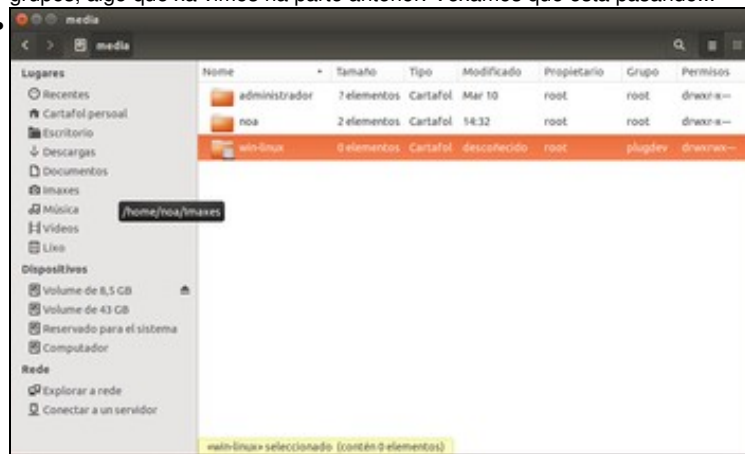 grupos, algo que xa vimos na parte anterior. Vexamos que está pasando...
media
media
Lugares
Nome Tamaño Tipo Modificado Propietario Grupo Permisos
Recentes
administrador 7 elementos Cartafol Mar 10 root root drwxr-x---
Cartafol persoal
noa 2 elementos Cartafol 14:32 root root drwxr-x---
Escritorio
win-linux 0 elementos Cartafol descoñecido root plugdev drwxrwx---
Descargas
Documentos
Imaxes
Música
/home/noa/Imaxes
Vídeos
Lixo
Dispositivos
Volume de 8,5 GB
Volume de 43 GB
Reservado para el sistema
Computador
Rede
Explorar a rede
Conectar a un servidor
«win-linux» seleccionado (contén 0 elementos)